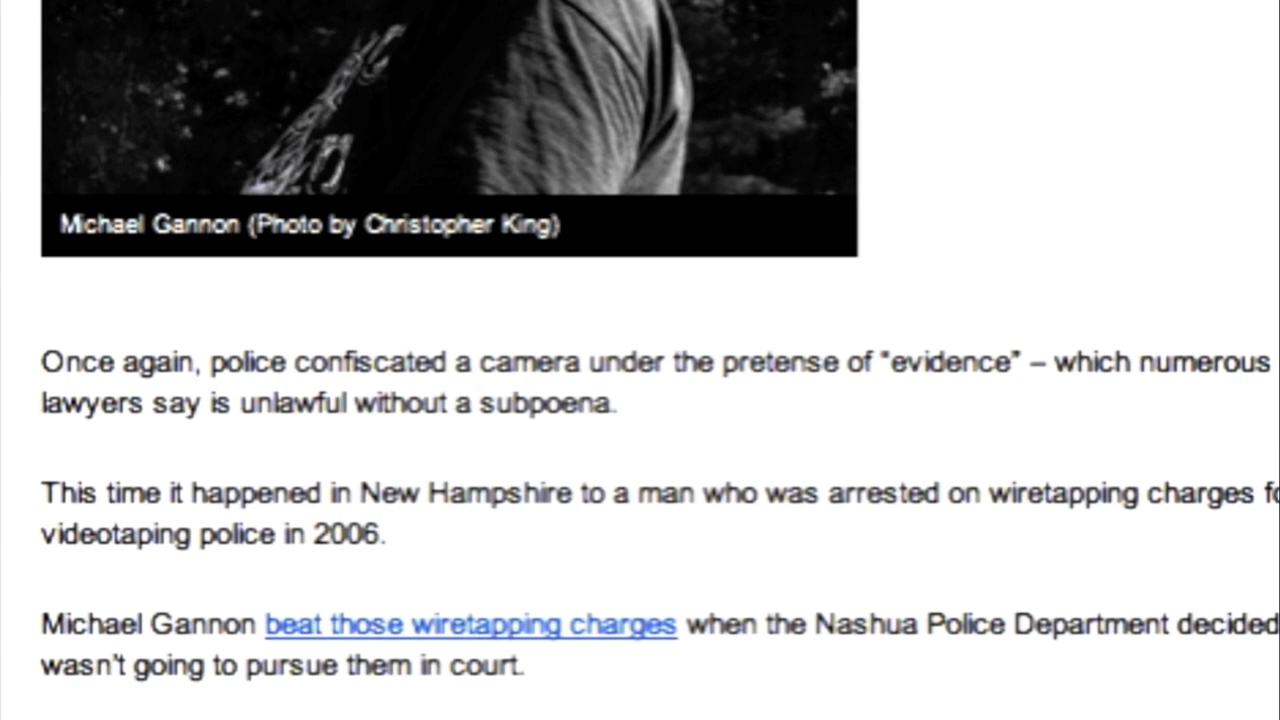 Michael Gannon (Photo by Christopher King)
Once again, police confiscated a camera under the pretense of "evidence" – which numerous
lawyers say is unlawful without a subpoena.
This time it happened in New Hampshire to a man who was arrested on wiretapping charges fo
videotaping police in 2006.
Michael Gannon beat those wiretapping charges when the Nashua Police Department decided
wasn't going to pursue them in court.